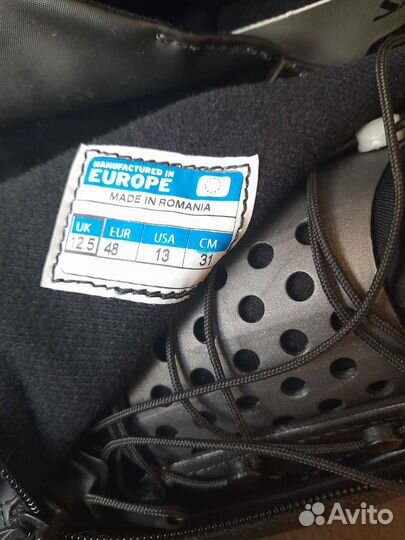 MANUFACTURED IN
EUROPE
MADE IN ROMANIA
UK EUR USA CM
12.5 48 13 31
Avito